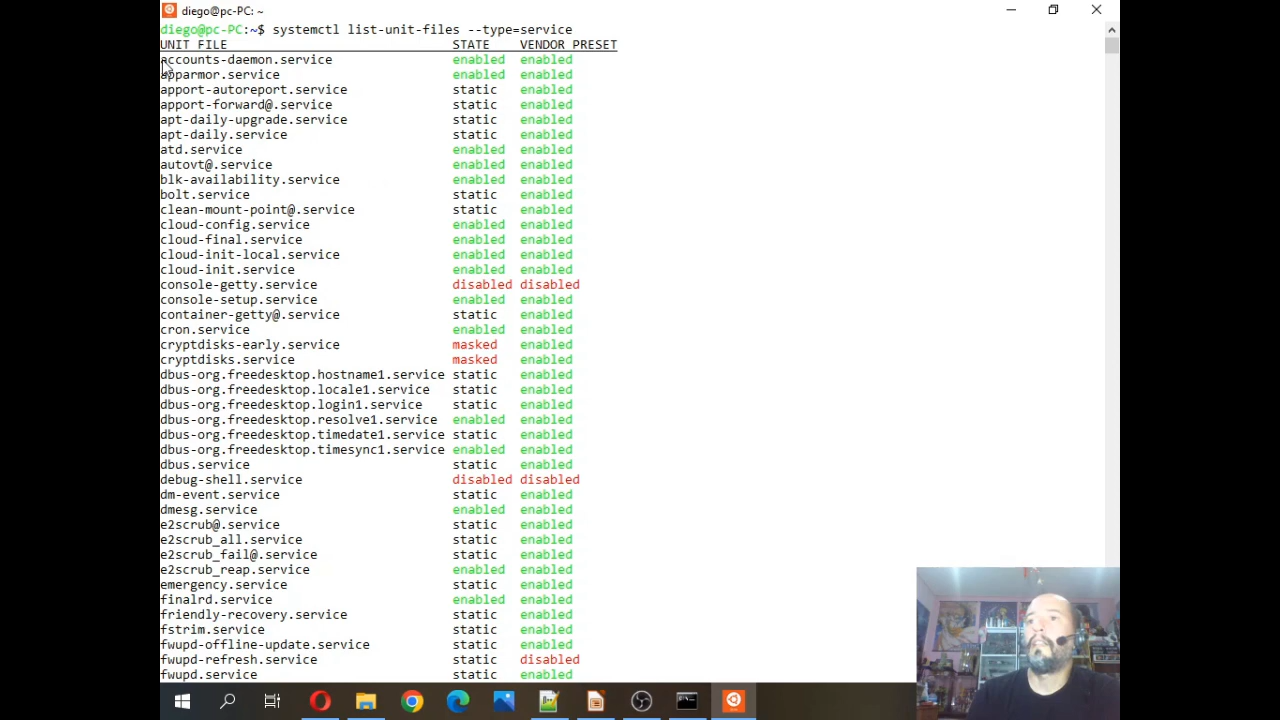 diego@pc-PC: ~
diego@pc-PC:~$ systemctl list-unit-files --type=service
UNIT FILE STATE VENDOR PRESET
accounts-daemon.service enabled enabled
apparmor.service enabled enabled
apport-autoreport.service static enabled
apport-forward@.service static enabled
apt-daily-upgrade.service static enabled
apt-daily.service static enabled
atd.service enabled enabled
autovt@.service enabled enabled
blk-availability.service enabled enabled
bolt.service static enabled
clean-mount-point@.service static enabled
cloud-config.service enabled enabled
cloud-final.service enabled enabled
cloud-init-local.service enabled enabled
cloud-init.service enabled enabled
console-getty.service disabled disabled
console-setup.service enabled enabled
container-getty@.service static enabled
cron.service enabled enabled
cryptdisks-early.service masked enabled
cryptdisks.service masked enabled
dbus-org.freedesktop.hostname1.service static enabled
dbus-org.freedesktop.locale1.service static enabled
dbus-org.freedesktop.login1.service static enabled
dbus-org.freedesktop.resolve1.service enabled enabled
dbus-org.freedesktop.timedate1.service static enabled
dbus-org.freedesktop.timesync1.service enabled enabled
dbus.service static enabled
debug-shell.service disabled disabled
dm-event.service static enabled
dmesg.service enabled enabled
e2scrub@.service static enabled
e2scrub_all.service static enabled
e2scrub_fail@.service static enabled
e2scrub_reap.service enabled enabled
emergency.service static enabled
finalrd.service enabled enabled
friendly-recovery.service static enabled
fstrim.service static enabled
fwupd-offline-update.service static enabled
fwupd-refresh.service static disabled
fwupd.service static enabled